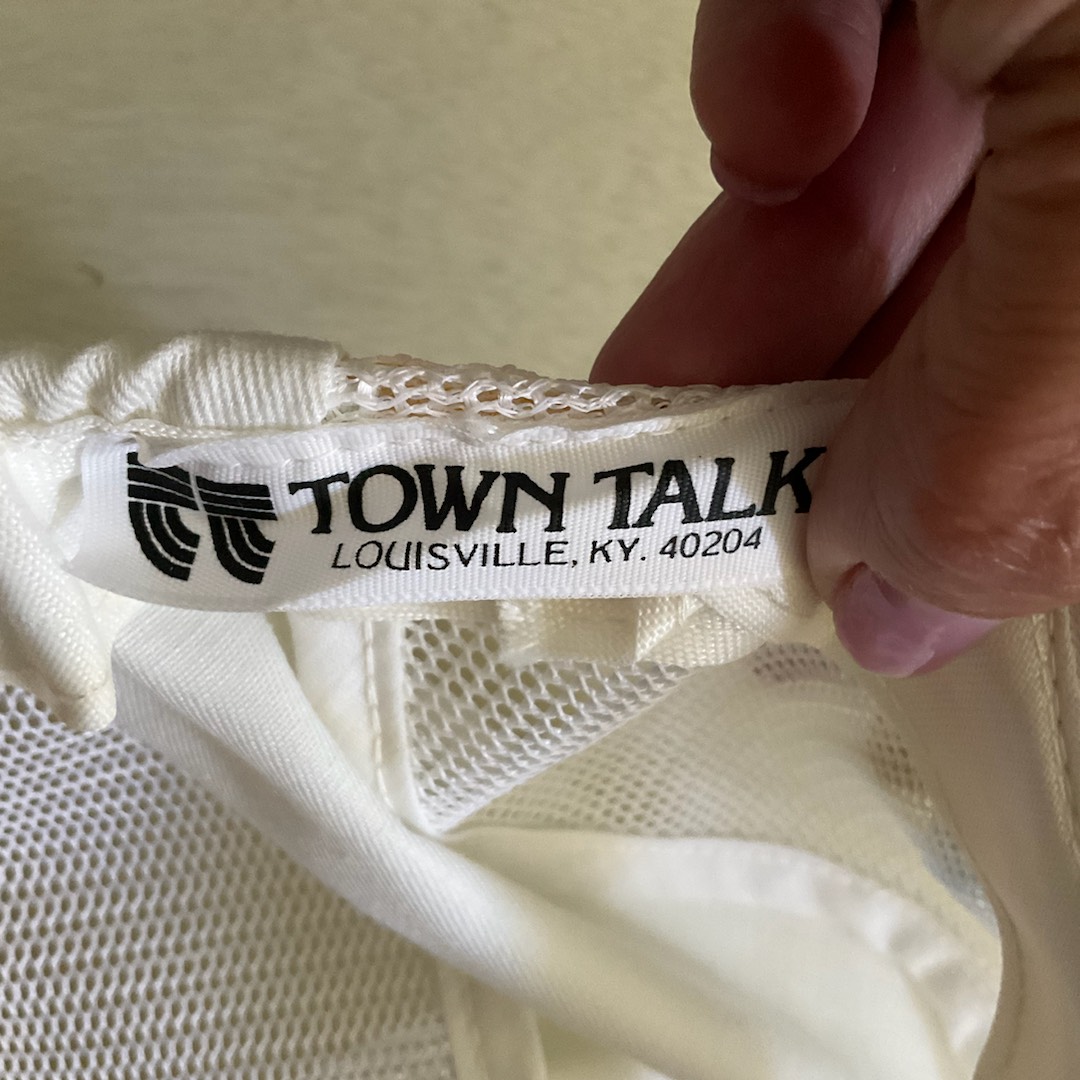 TOWN TALK
LOUISVILLE, KY. 40204